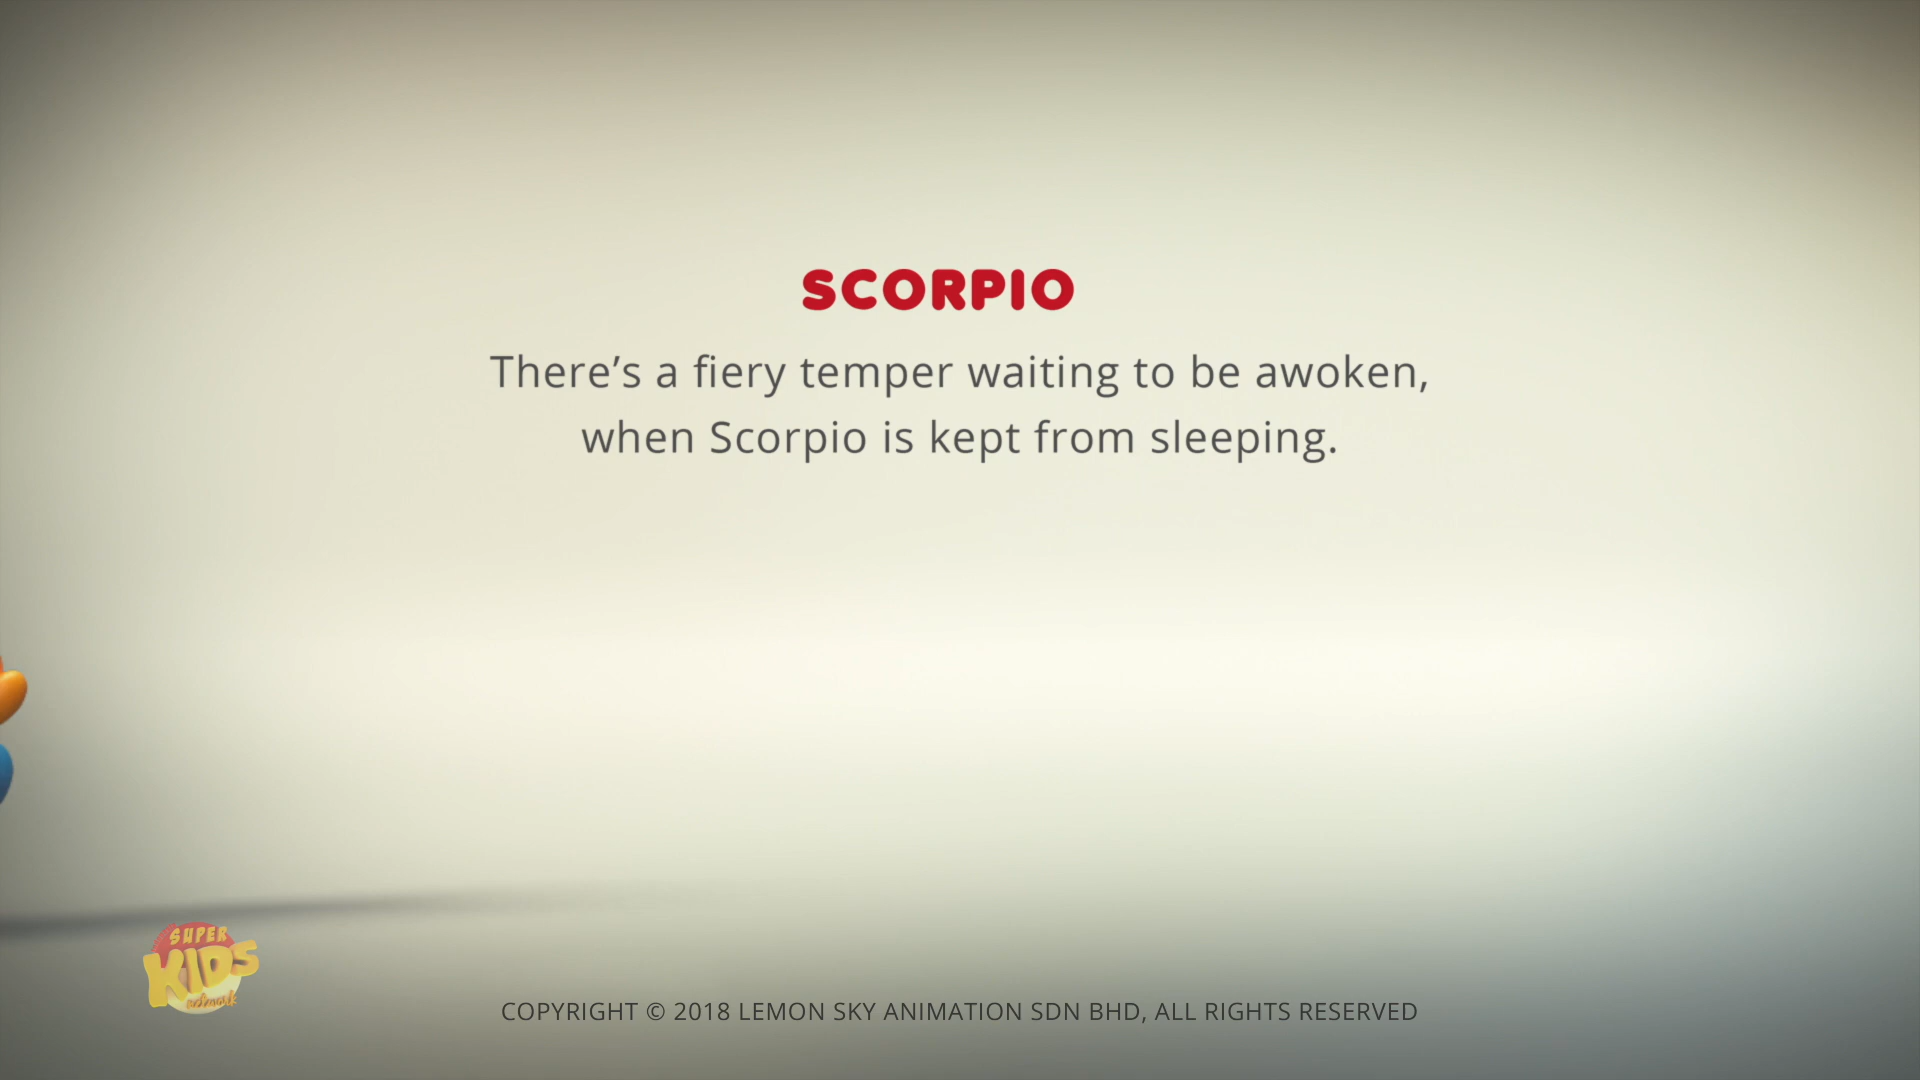 SCORPIO
There’s a fiery temper waiting to be awoken,
when Scorpio is kept from sleeping.
SUPER
KIDS
network
COPYRIGHT © 2018 LEMON SKY ANIMATION SDN BHD, ALL RIGHTS RESERVED